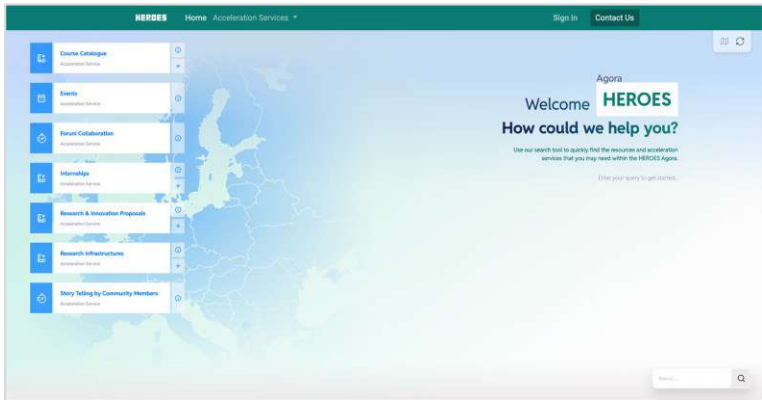 HEROES Home Acceleration Services Sign In Contact Us
Course Catalogue
Acceleration Service
Events
Acceleration Service
Forum Collaboration
Acceleration Service
Internships
Acceleration Service
Research & Innovation Proposals
Acceleration Service
Research Infrastructures
Acceleration Service
Story Telling by Community Members
Acceleration Service
Agora
Welcome HEROES
How could we help you?
Use our search tool to quickly find the resources and acceleration
services that you may need within the HEROES Agora.
Enter your query to get started...
Search...